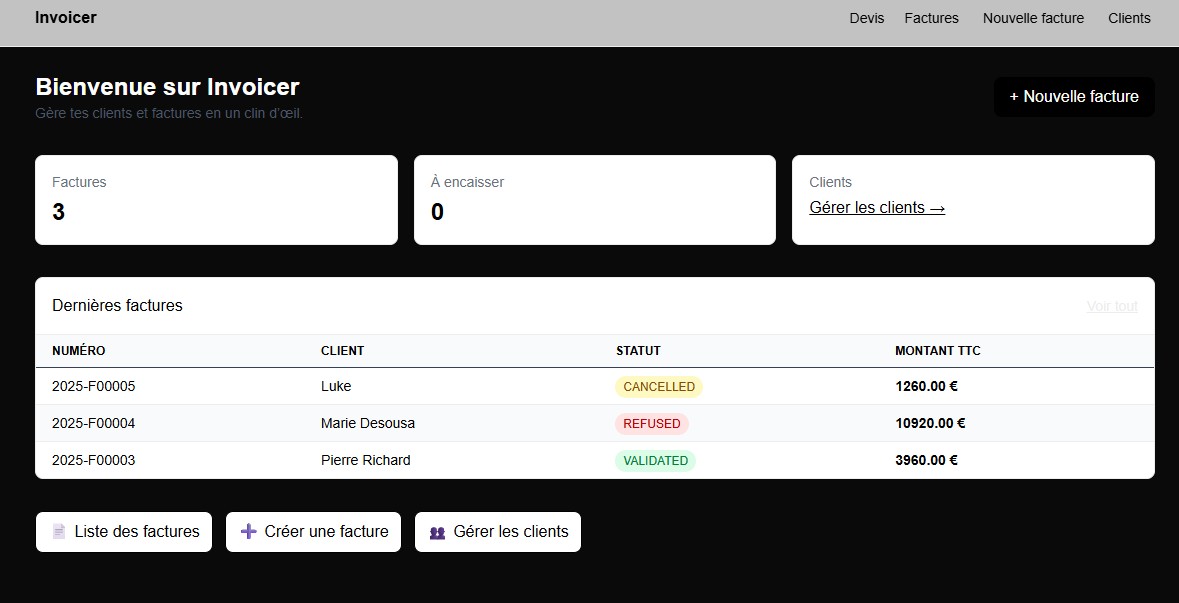 Invoicer Devis Factures Nouvelle facture Clients
Bienvenue sur Invoicer
Gère tes clients et factures en un clin d’œil.
+ Nouvelle facture
Factures
3
À encaisser
0
Clients
Gérer les clients →
Dernières factures Voir tout
NUMÉRO CLIENT STATUT MONTANT TTC
2025-F00005 Luke CANCELLED 1260.00 €
2025-F00004 Marie Desousa REFUSED 10920.00 €
2025-F00003 Pierre Richard VALIDATED 3960.00 €
Liste des factures Créer une facture Gérer les clients